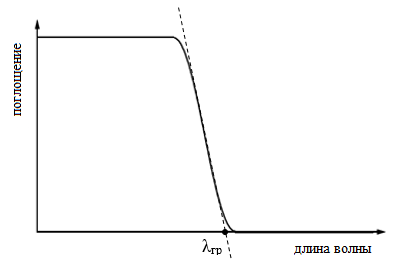 поглощение
λгр
длина волны